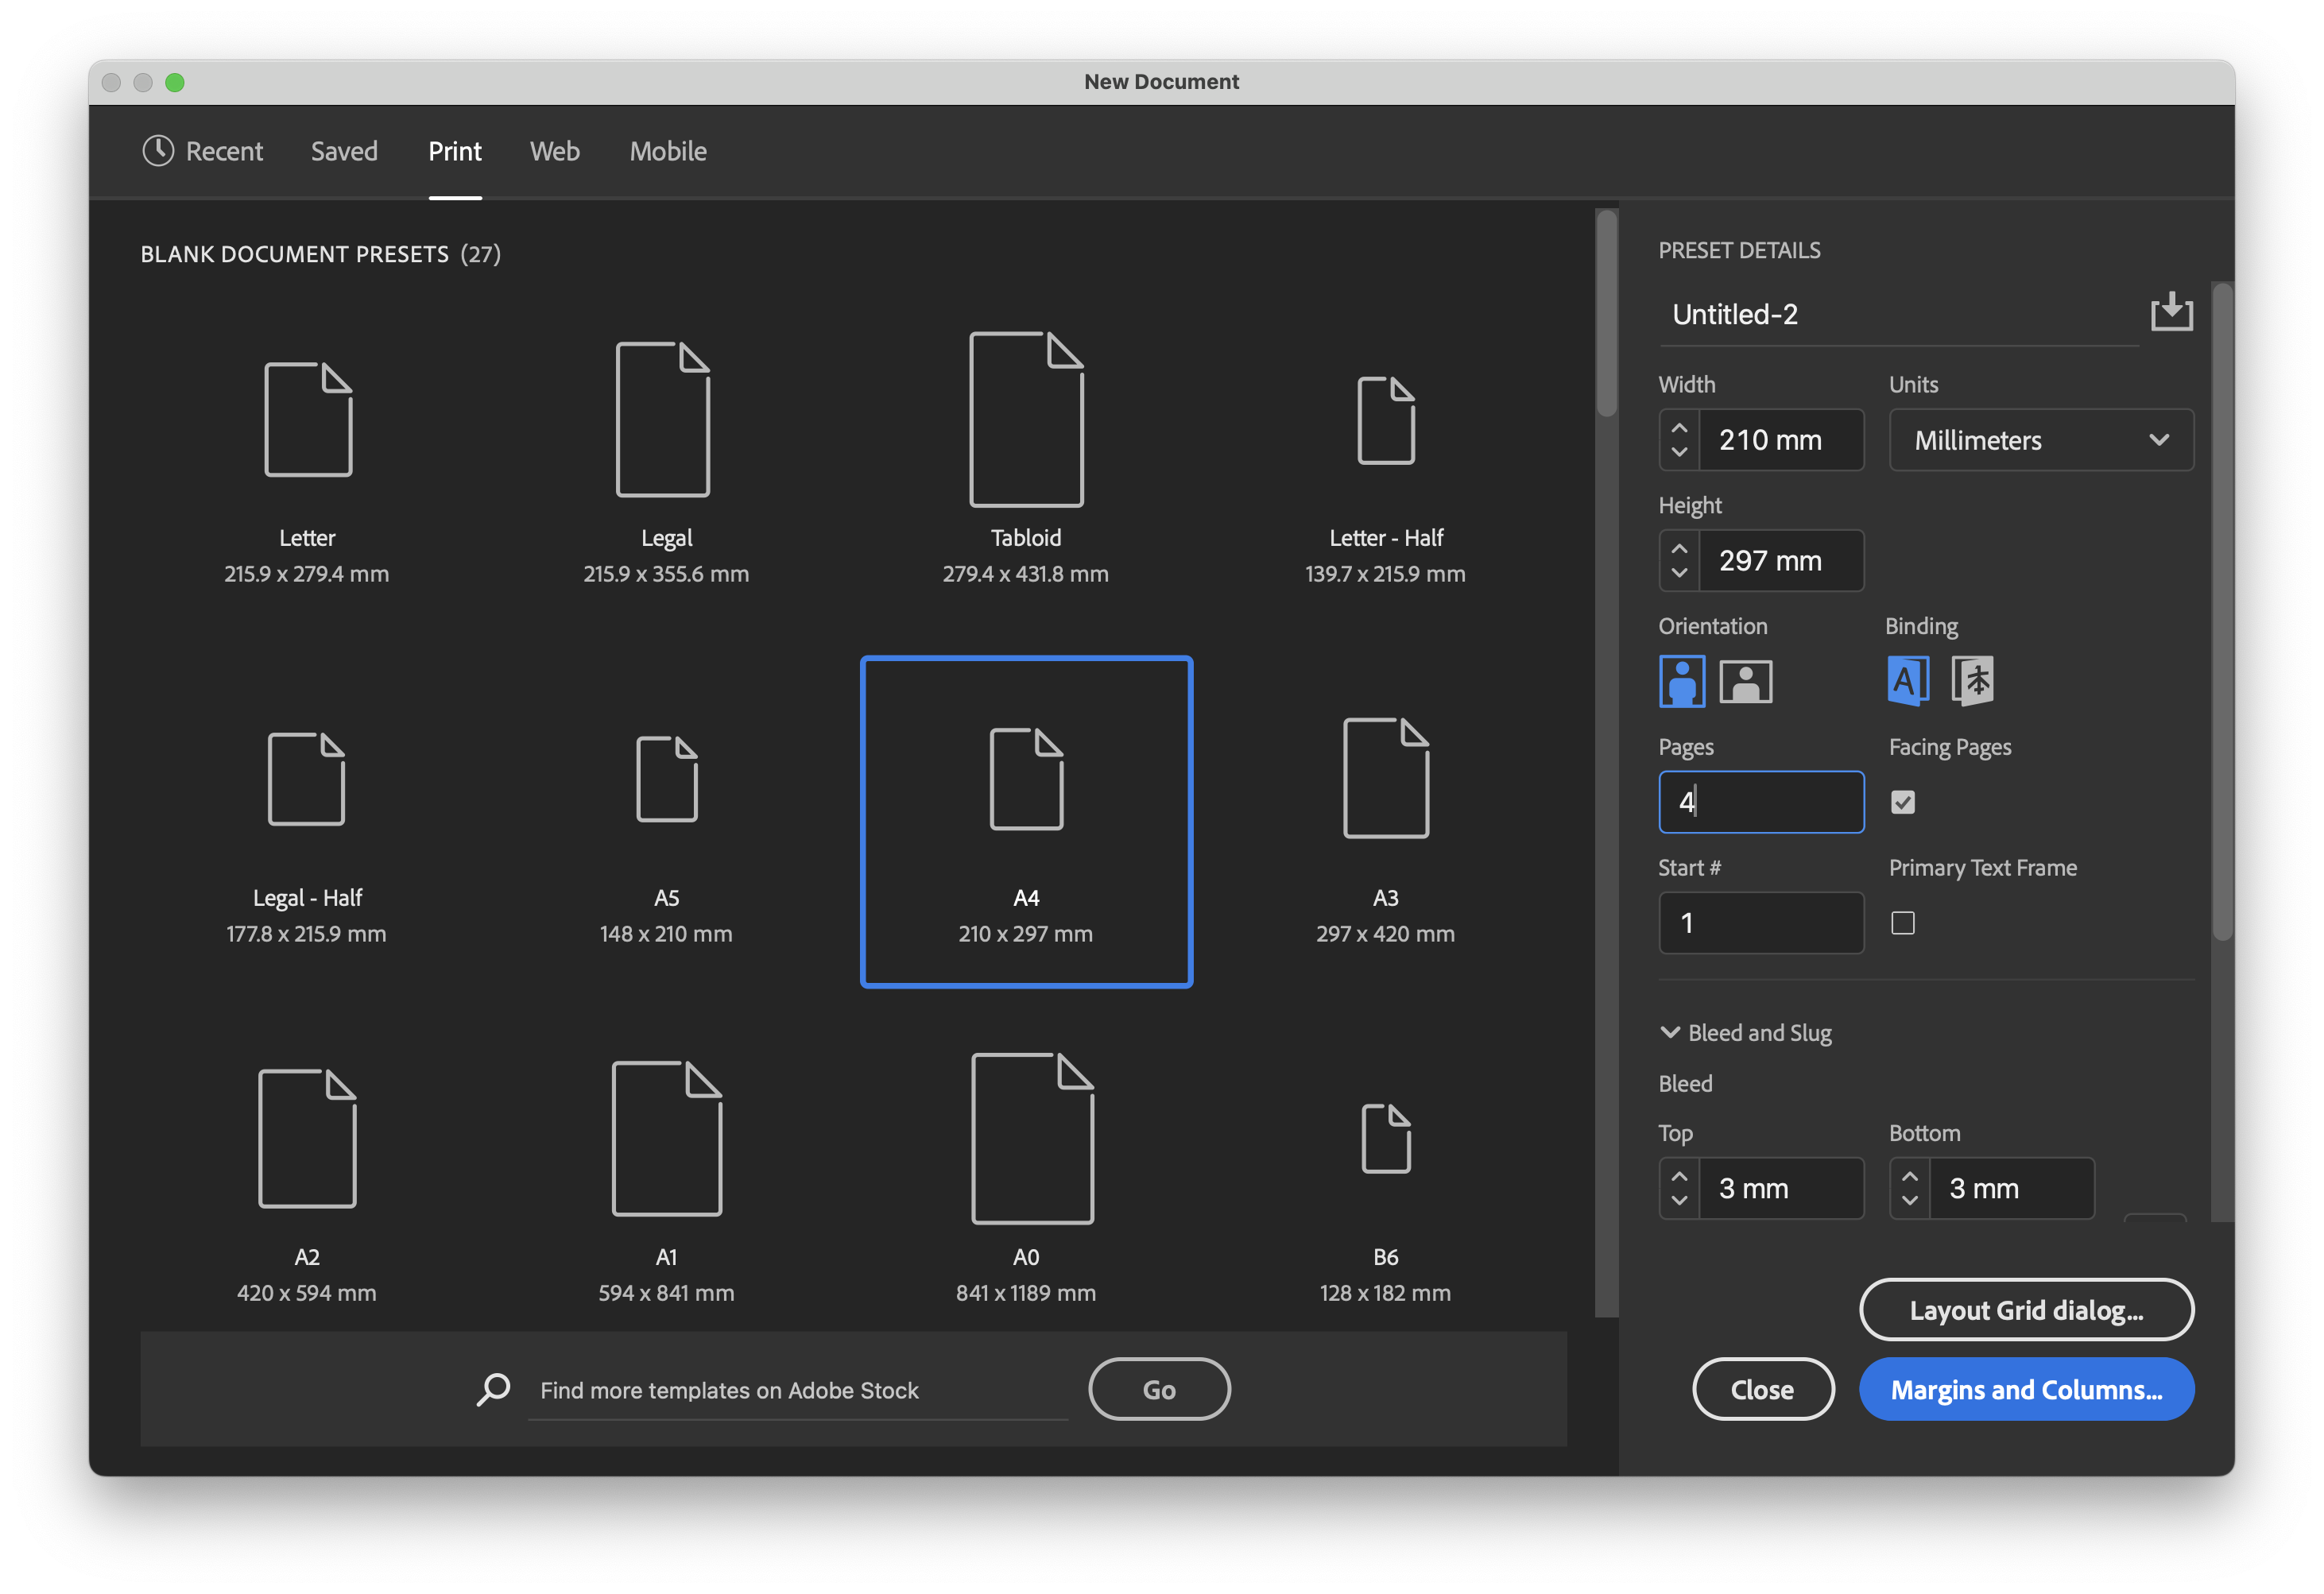 New Document
Recent Saved Print Web Mobile
BLANK DOCUMENT PRESETS (27)
Letter
215.9 x 279.4 mm
Legal
215.9 x 355.6 mm
Tabloid
279.4 x 431.8 mm
Letter - Half
139.7 x 215.9 mm
Legal - Half
177.8 x 215.9 mm
A5
148 x 210 mm
A4
210 x 297 mm
A3
297 x 420 mm
A2
420 x 594 mm
A1
594 x 841 mm
A0
841 x 1189 mm
B6
128 x 182 mm
Find more templates on Adobe Stock
Go
PRESET DETAILS
Untitled-2
Width
210 mm
Units
Millimeters
Height
297 mm
Orientation
Binding
A 本
Pages
4
Facing Pages
Start #
1
Primary Text Frame
Bleed and Slug
Bleed
Top
3 mm
Bottom
3 mm
Layout Grid dialog...
Close
Margins and Columns...